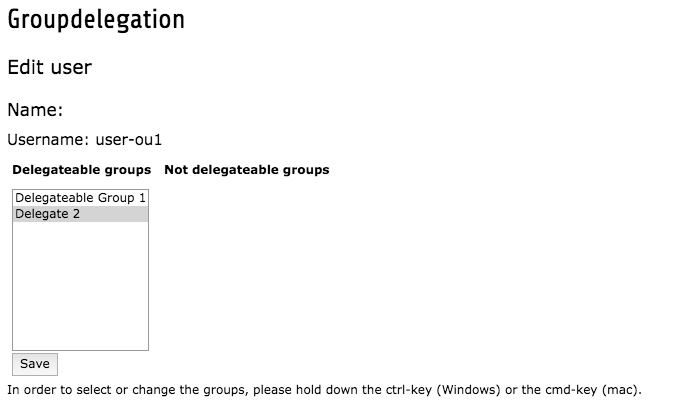 Groupdelegation
Edit user
Name:
Username: user-ou1
Delegateable groups Not delegateable groups
Delegateable Group 1
Delegate 2
Save
In order to select or change the groups, please hold down the ctrl-key (Windows) or the cmd-key (mac).